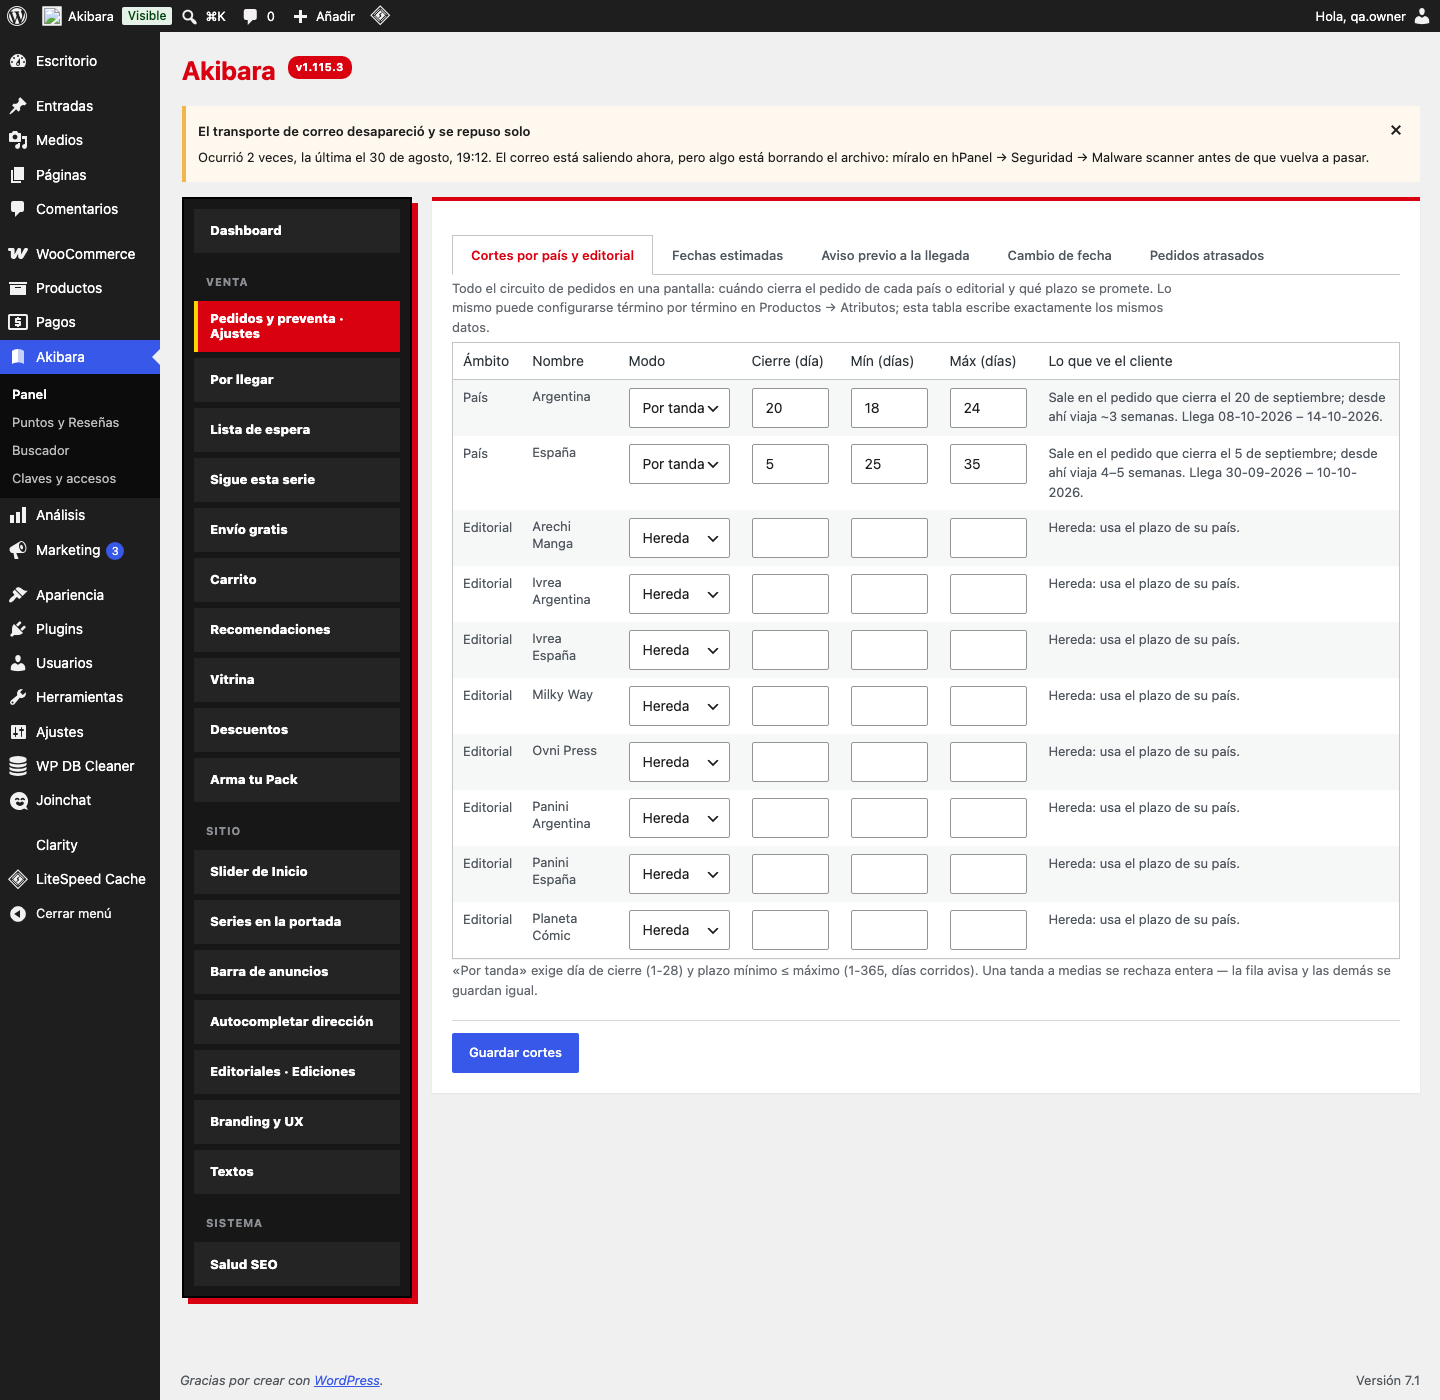 Akibara Visible ⌘K 0 Añadir Hola, qa.owner
Escritorio
Entradas
Medios
Páginas
Comentarios
WooCommerce
Productos
Pagos
Akibara
Panel
Puntos y Reseñas
Buscador
Claves y accesos
Análisis
Marketing 3
Apariencia
Plugins
Usuarios
Herramientas
Ajustes
WP DB Cleaner
Joinchat
Clarity
LiteSpeed Cache
Cerrar menú
Akibara v1.115.3
El transporte de correo desapareció y se repuso solo
Ocurrió 2 veces, la última el 30 de agosto, 19:12. El correo está saliendo ahora, pero algo está borrando el archivo: míralo en hPanel → Seguridad → Malware scanner antes de que vuelva a pasar.
Dashboard
VENTA
Pedidos y preventa ·
Ajustes
Por llegar
Lista de espera
Sigue esta serie
Envío gratis
Carrito
Recomendaciones
Vitrina
Descuentos
Arma tu Pack
SITIO
Slider de Inicio
Series en la portada
Barra de anuncios
Autocompletar dirección
Editoriales · Ediciones
Branding y UX
Textos
SISTEMA
Salud SEO
Cortes por país y editorial Fechas estimadas Aviso previo a la llegada Cambio de fecha Pedidos atrasados
Todo el circuito de pedidos en una pantalla: cuándo cierra el pedido de cada país o editorial y qué plazo se promete. Lo
mismo puede configurarse término por término en Productos → Atributos; esta tabla escribe exactamente los mismos
datos.
Ámbito Nombre Modo Cierre (día) Mín (días) Máx (días) Lo que ve el cliente
País Argentina Por tanda 20 18 24 Sale en el pedido que cierra el 20 de septiembre; desde
ahí viaja ~3 semanas. Llega 08-10-2026 – 14-10-2026.
País España Por tanda 5 25 35 Sale en el pedido que cierra el 5 de septiembre; desde
ahí viaja 4–5 semanas. Llega 30-09-2026 – 10-10-
2026.
Editorial Arechi Hereda Hereda: usa el plazo de su país.
Manga
Editorial Ivrea Hereda Hereda: usa el plazo de su país.
Argentina
Editorial Ivrea Hereda Hereda: usa el plazo de su país.
España
Editorial Milky Way Hereda Hereda: usa el plazo de su país.
Editorial Ovni Press Hereda Hereda: usa el plazo de su país.
Editorial Panini Hereda Hereda: usa el plazo de su país.
Argentina
Editorial Panini Hereda Hereda: usa el plazo de su país.
España
Editorial Planeta Hereda Hereda: usa el plazo de su país.
Cómic
«Por tanda» exige día de cierre (1-28) y plazo mínimo ≤ máximo (1-365, días corridos). Una tanda a medias se rechaza entera — la fila avisa y las demás se
guardan igual.
Guardar cortes
Gracias por crear con WordPress. Versión 7.1